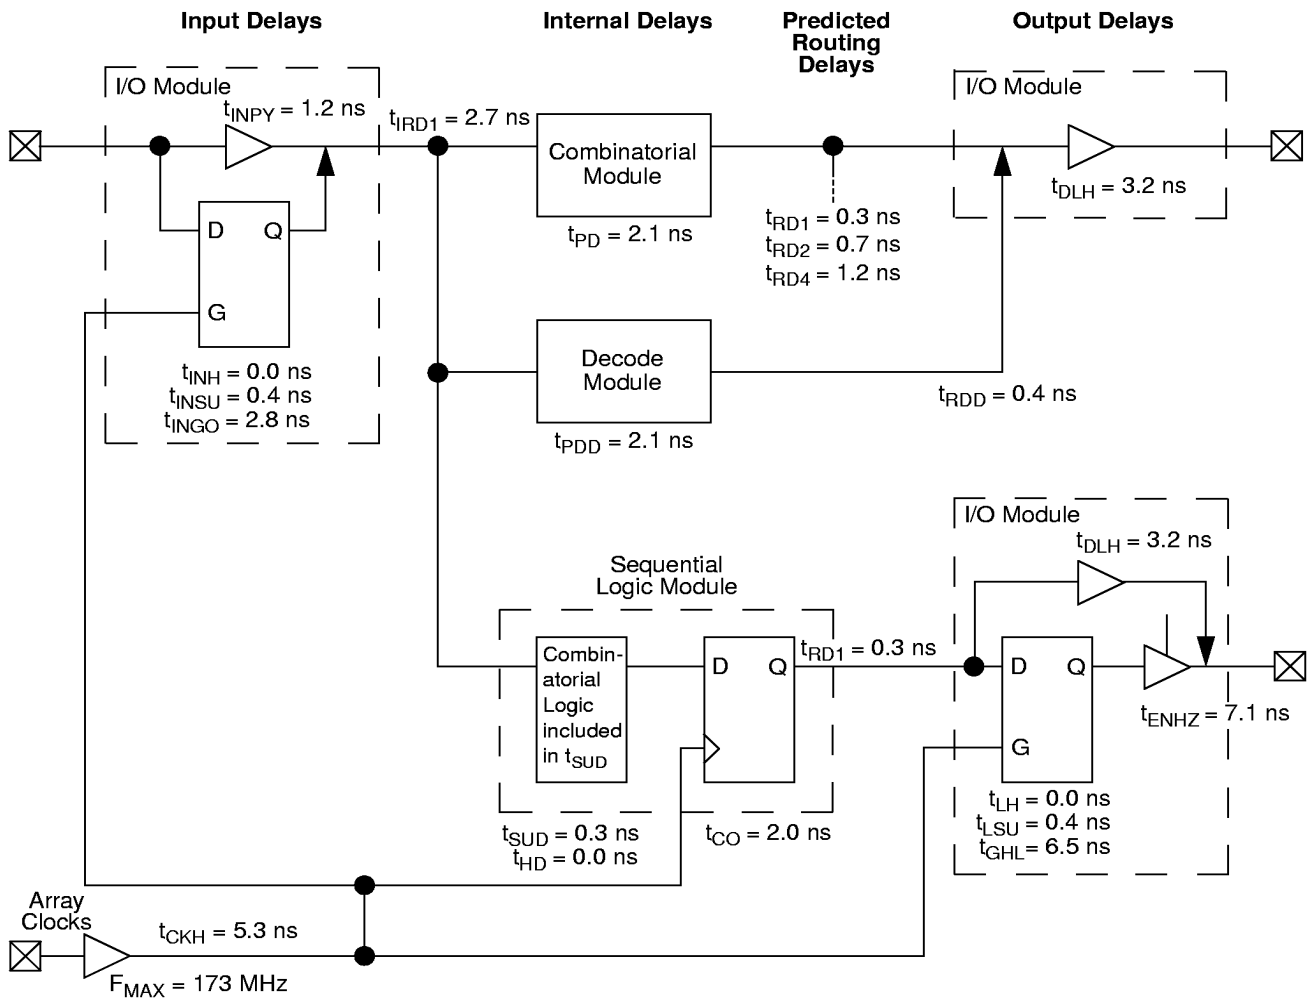 Input Delays
Internal Delays
Predicted
Routing
Delays
Output Delays
I/O Module
tINPY = 1.2 ns
tIRD1 = 2.7 ns
Combinatorial
Module
tPD = 2.1 ns
tRD1 = 0.3 ns
tRD2 = 0.7 ns
tRD4 = 1.2 ns
I/O Module
tDLH = 3.2 ns
D
Q
G
tINH = 0.0 ns
tINSU = 0.4 ns
tINGO = 2.8 ns
Decode
Module
tPDD = 2.1 ns
tRDD = 0.4 ns
Sequential
Logic Module
Combin-
atorial
Logic
included
in tSUD
D
Q
tRD1 = 0.3 ns
tSUD = 0.3 ns
tHD = 0.0 ns
tCO = 2.0 ns
I/O Module
tDLH = 3.2 ns
D
Q
G
tENHZ = 7.1 ns
tLH = 0.0 ns
tLSU = 0.4 ns
tGHL= 6.5 ns
Array
Clocks
tCKH = 5.3 ns
FMAX = 173 MHz